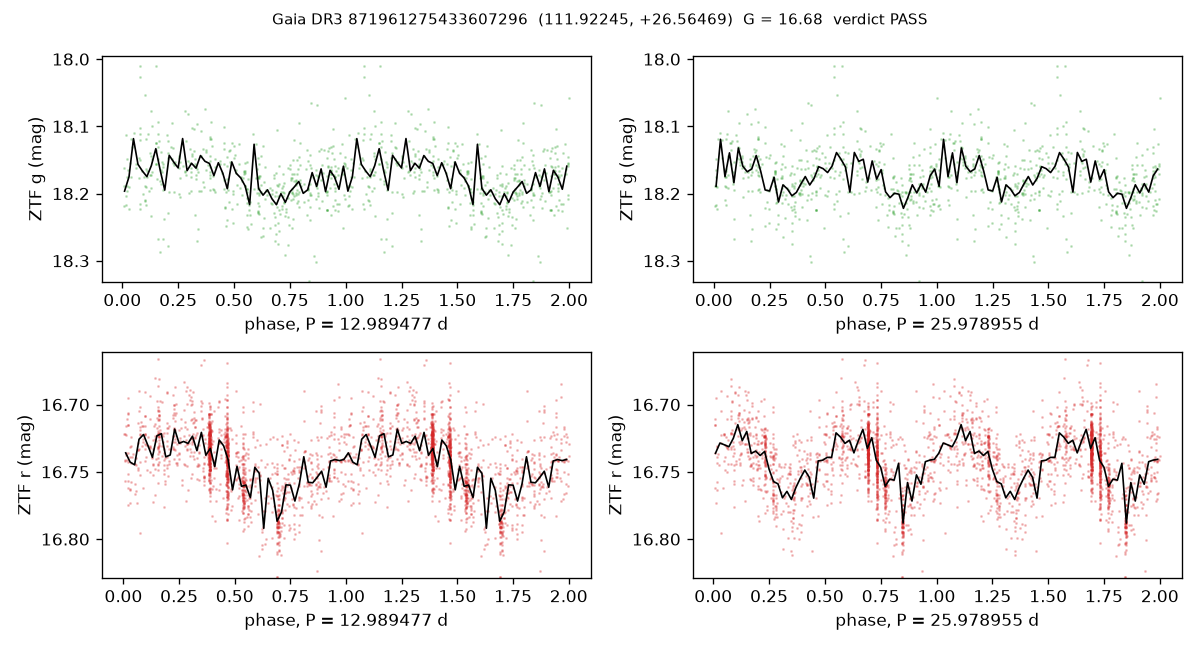 Gaia DR3 871961275433607296  (111.92245, +26.56469)  G = 16.68  verdict PASS
18.0
18.1
18.2
18.3
ZTF g (mag)
0.00 0.25 0.50 0.75 1.00 1.25 1.50 1.75 2.00
phase, P = 12.989477 d
18.0
18.1
18.2
18.3
ZTF g (mag)
0.00 0.25 0.50 0.75 1.00 1.25 1.50 1.75 2.00
phase, P = 25.978955 d
16.70
16.75
16.80
ZTF r (mag)
0.00 0.25 0.50 0.75 1.00 1.25 1.50 1.75 2.00
phase, P = 12.989477 d
16.70
16.75
16.80
ZTF r (mag)
0.00 0.25 0.50 0.75 1.00 1.25 1.50 1.75 2.00
phase, P = 25.978955 d